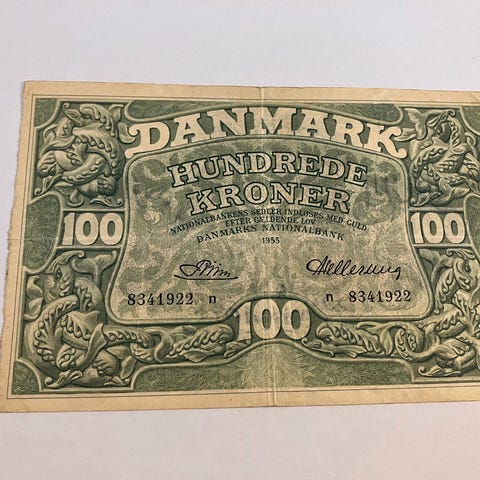 DANMARK
HUNDREDE
KRONER
NATIONALBANKENS SEDLER INDLØSES MED GULD
EFTER GÆLDENDE LOV
DANMARKS NATIONALBANK
1955
100 100
8341922 n n 8341922
100